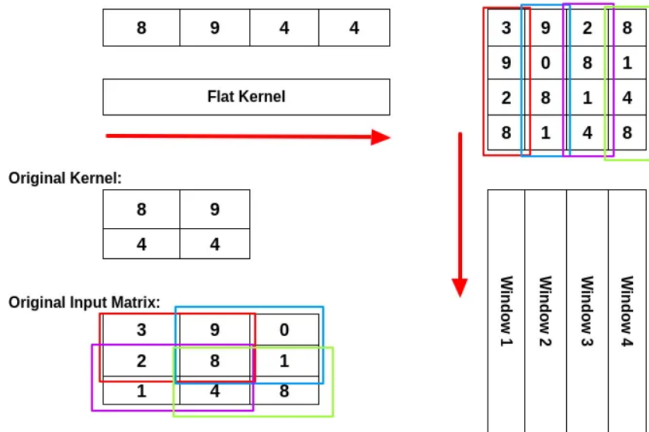 8 9 4 4
Flat Kernel
Original Kernel:
8 9
4 4
Original Input Matrix:
3 9 0
2 8 1
1 4 8
3 9 2 8
9 0 8 1
2 8 1 4
8 1 4 8
Window 1
Window 2
Window 3
Window 4